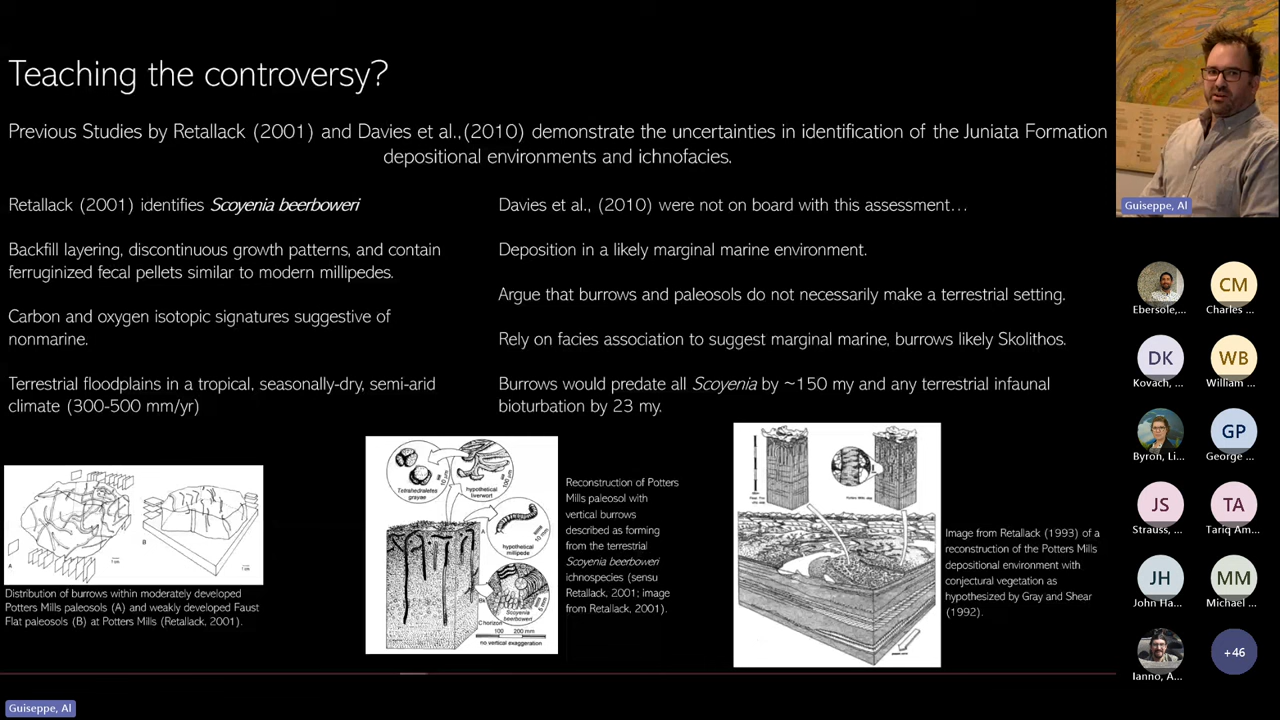 Teaching the controversy?
Previous Studies by Retallack (2001) and Davies et al.,(2010) demonstrate the uncertainties in identification of the Juniata Formation
depositional environments and ichnofacies.
Retallack (2001) identifies Scoyenia beerboweri
Backfill layering, discontinuous growth patterns, and contain
ferruginized fecal pellets similar to modern millipedes.
Carbon and oxygen isotopic signatures suggestive of
nonmarine.
Terrestrial floodplains in a tropical, seasonally-dry, semi-arid
climate (300-500 mm/yr)
Davies et al., (2010) were not on board with this assessment…
Deposition in a likely marginal marine environment.
Argue that burrows and paleosols do not necessarily make a terrestrial setting.
Rely on facies association to suggest marginal marine, burrows likely Skolithos.
Burrows would predate all Scoyenia by ~150 my and any terrestrial infaunal
bioturbation by 23 my.
A
B
Distribution of burrows within moderately developed
Potters Mills paleosols (A) and weakly developed Faust
Flat paleosols (B) at Potters Mills (Retallack, 2001).
Tetrahedraletes
grayae
hypothetical
liverwort
hypothetical
millipede
Scoyenia
beerboweri
C horizon
100 200 mm
no vertical exaggeration
Reconstruction of Potters
Mills paleosol with
vertical burrows
described as forming
from the terrestrial
Scoyenia beerboweri
ichnospecies (sensu
Retallack, 2001; image
from Retallack, 2001).
Image from Retallack (1993) of a
reconstruction of the Potters Mills
depositional environment with
conjectural vegetation as
hypothesized by Gray and Shear
(1992).
Guiseppe, Al
Ebersole,...
CM
Charles ...
DK
Kovach, ...
WB
William ...
Byron, Li...
GP
George ...
JS
Strauss, ...
TA
Tariq Am...
JH
John Ha...
MM
Michael ...
Ianno, A...
+46
Guiseppe, Al